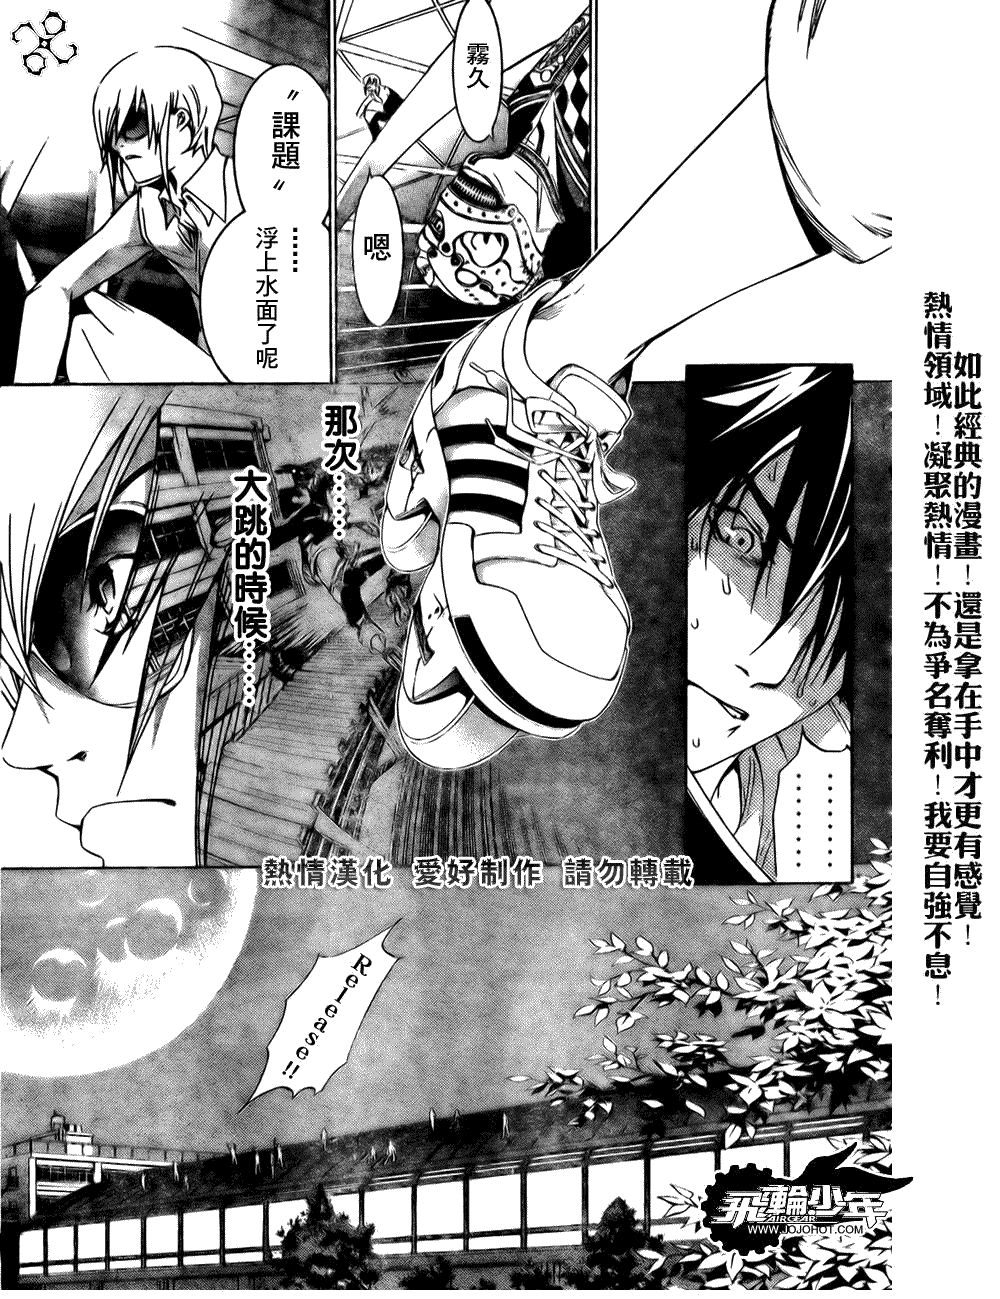 霧久
嗯
〝課題〟
……
浮上水面了呢
………
………
那次……
大跳的時候……
熱情漢化 愛好制作 請勿轉載
Release!!
如此經典的漫畫！還是拿在手中才更有感覺！
熱情領域！凝聚熱情！不為爭名奪利！我要自強不息！
飛輪少年
AIRGEAR
WWW.JOJOHOT.COM